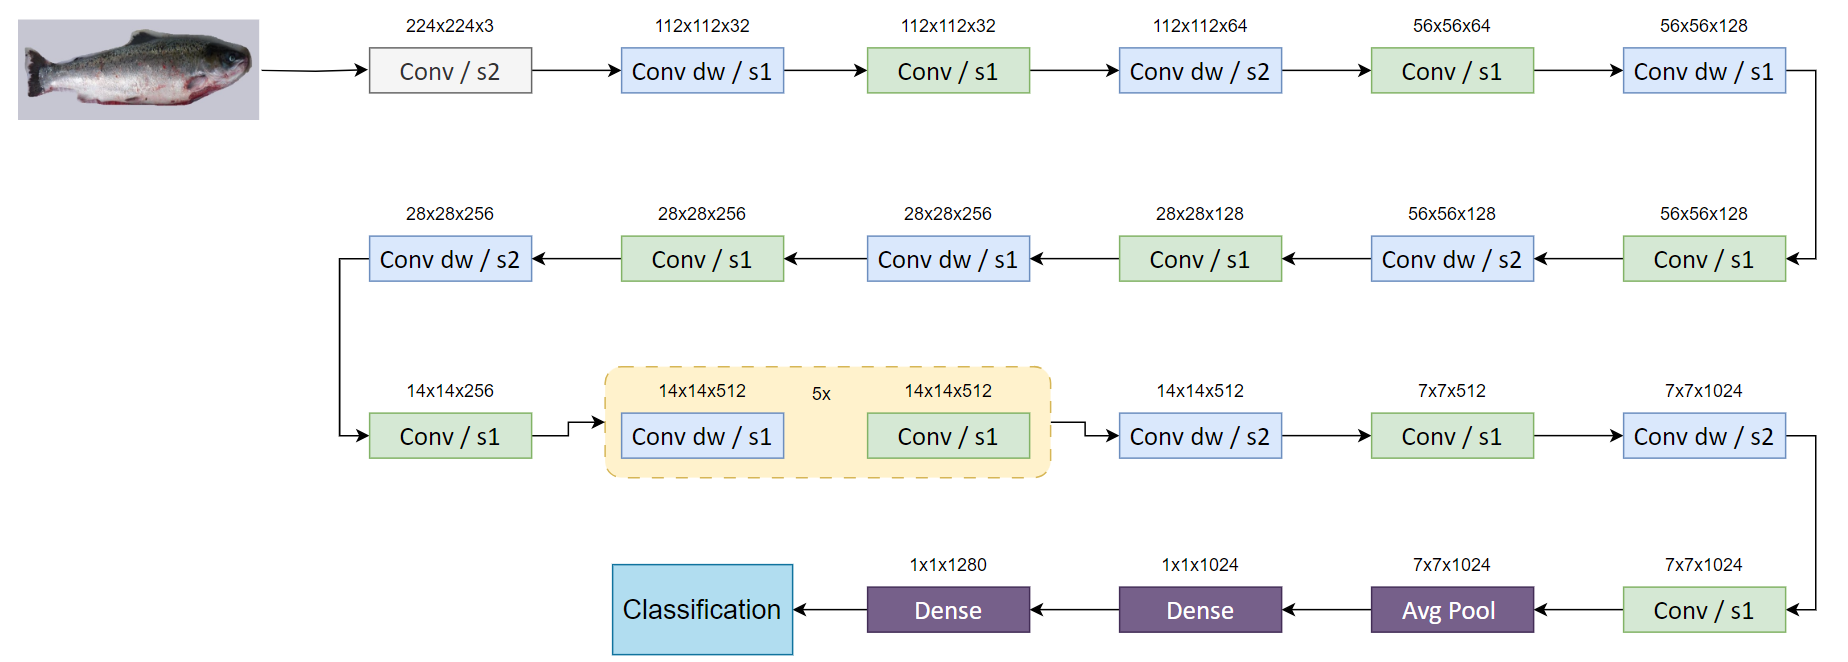 224x224x3
Conv / s2
112x112x32
Conv dw / s1
112x112x32
Conv / s1
112x112x64
Conv dw / s2
56x56x64
Conv / s1
56x56x128
Conv dw / s1
56x56x128
Conv / s1
56x56x128
Conv dw / s2
28x28x128
Conv / s1
28x28x256
Conv dw / s1
28x28x256
Conv / s1
28x28x256
Conv dw / s2
14x14x256
Conv / s1
5x
14x14x512
Conv dw / s1
14x14x512
Conv / s1
14x14x512
Conv dw / s2
7x7x512
Conv / s1
7x7x1024
Conv dw / s2
7x7x1024
Conv / s1
7x7x1024
Avg Pool
1x1x1024
Dense
1x1x1280
Dense
Classification